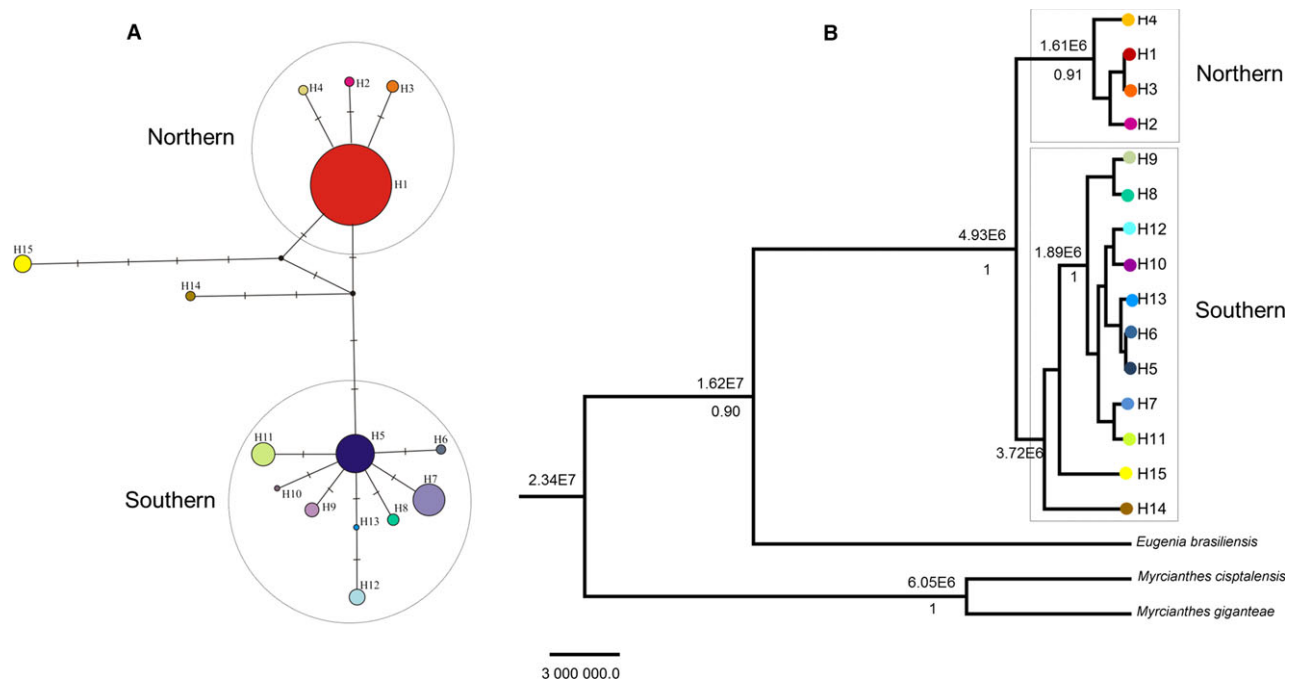 A
H4
H2
H3
Northern
H1
H15
H14
H11
H5
H6
H7
Southern
H10
H9
H8
H13
H12
B
H4
1.61E6
0.91
H1
Northern
H3
H2
H9
H8
4.93E6
1
H12
1.89E6
1
H10
H13
Southern
H6
H5
1.62E7
0.90
H7
H11
3.72E6
H15
2.34E7
H14
Eugenia brasiliensis
6.05E6
1
Myrcianthes cisptalensis
Myrcianthes giganteae
3 000 000.0